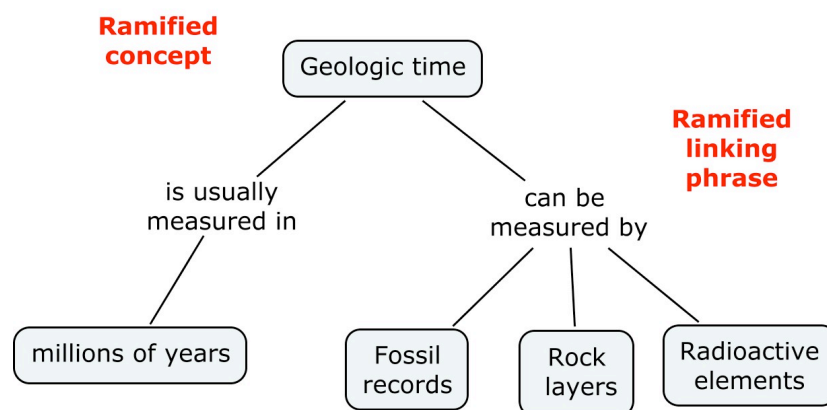 Ramified
concept
Geologic time
Ramified
linking
phrase
is usually
measured in
can be
measured by
millions of years
Fossil
records
Rock
layers
Radioactive
elements